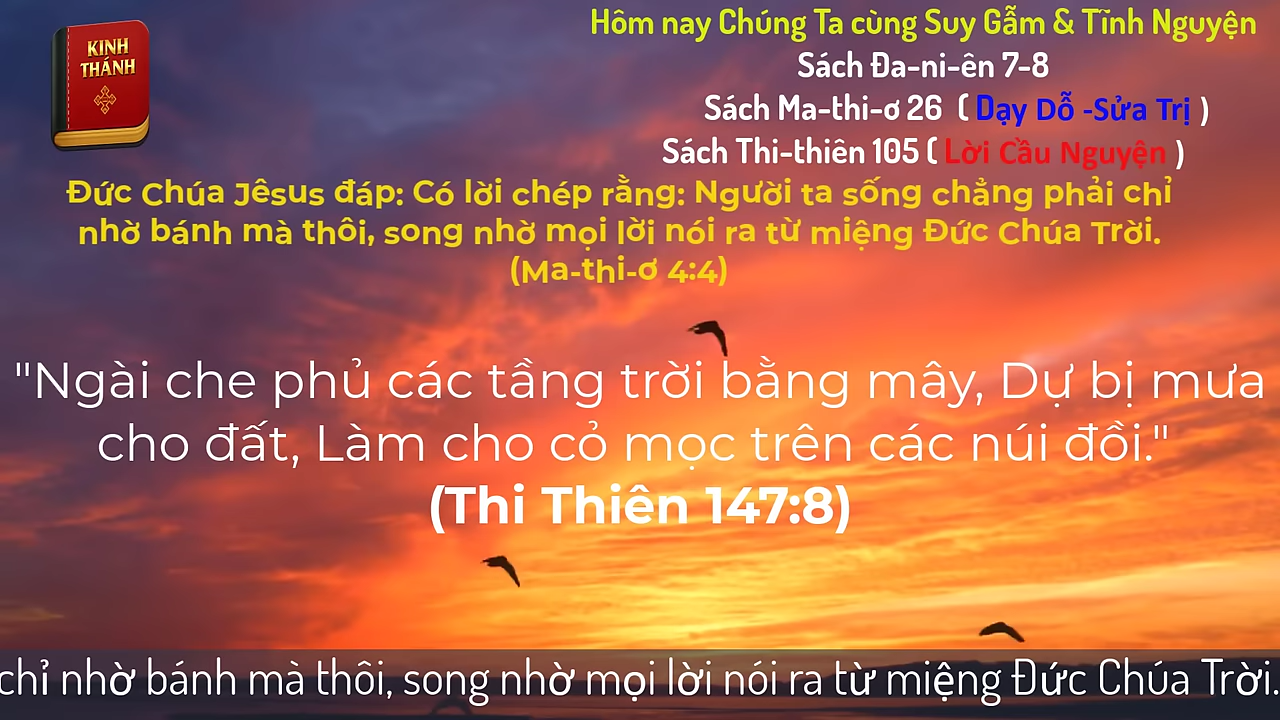 KINH
THÁNH
Hôm nay Chúng Ta cùng Suy Gẫm & Tĩnh Nguyện
Sách Đa-ni-ên 7-8
Sách Ma-thi-ơ 26 ( Dạy Dỗ -Sửa Trị )
Sách Thi-thiên 105 ( Lời Cầu Nguyện )
Đức Chúa Jêsus đáp: Có lời chép rằng: Người ta sống chẳng phải chỉ
nhờ bánh mà thôi, song nhờ mọi lời nói ra từ miệng Đức Chúa Trời.
(Ma-thi-ơ 4:4)
"Ngài che phủ các tầng trời bằng mây, Dự bị mưa
cho đất, Làm cho cỏ mọc trên các núi đồi."
(Thi Thiên 147:8)
chỉ nhờ bánh mà thôi, song nhờ mọi lời nói ra từ miệng Đức Chúa Trời.